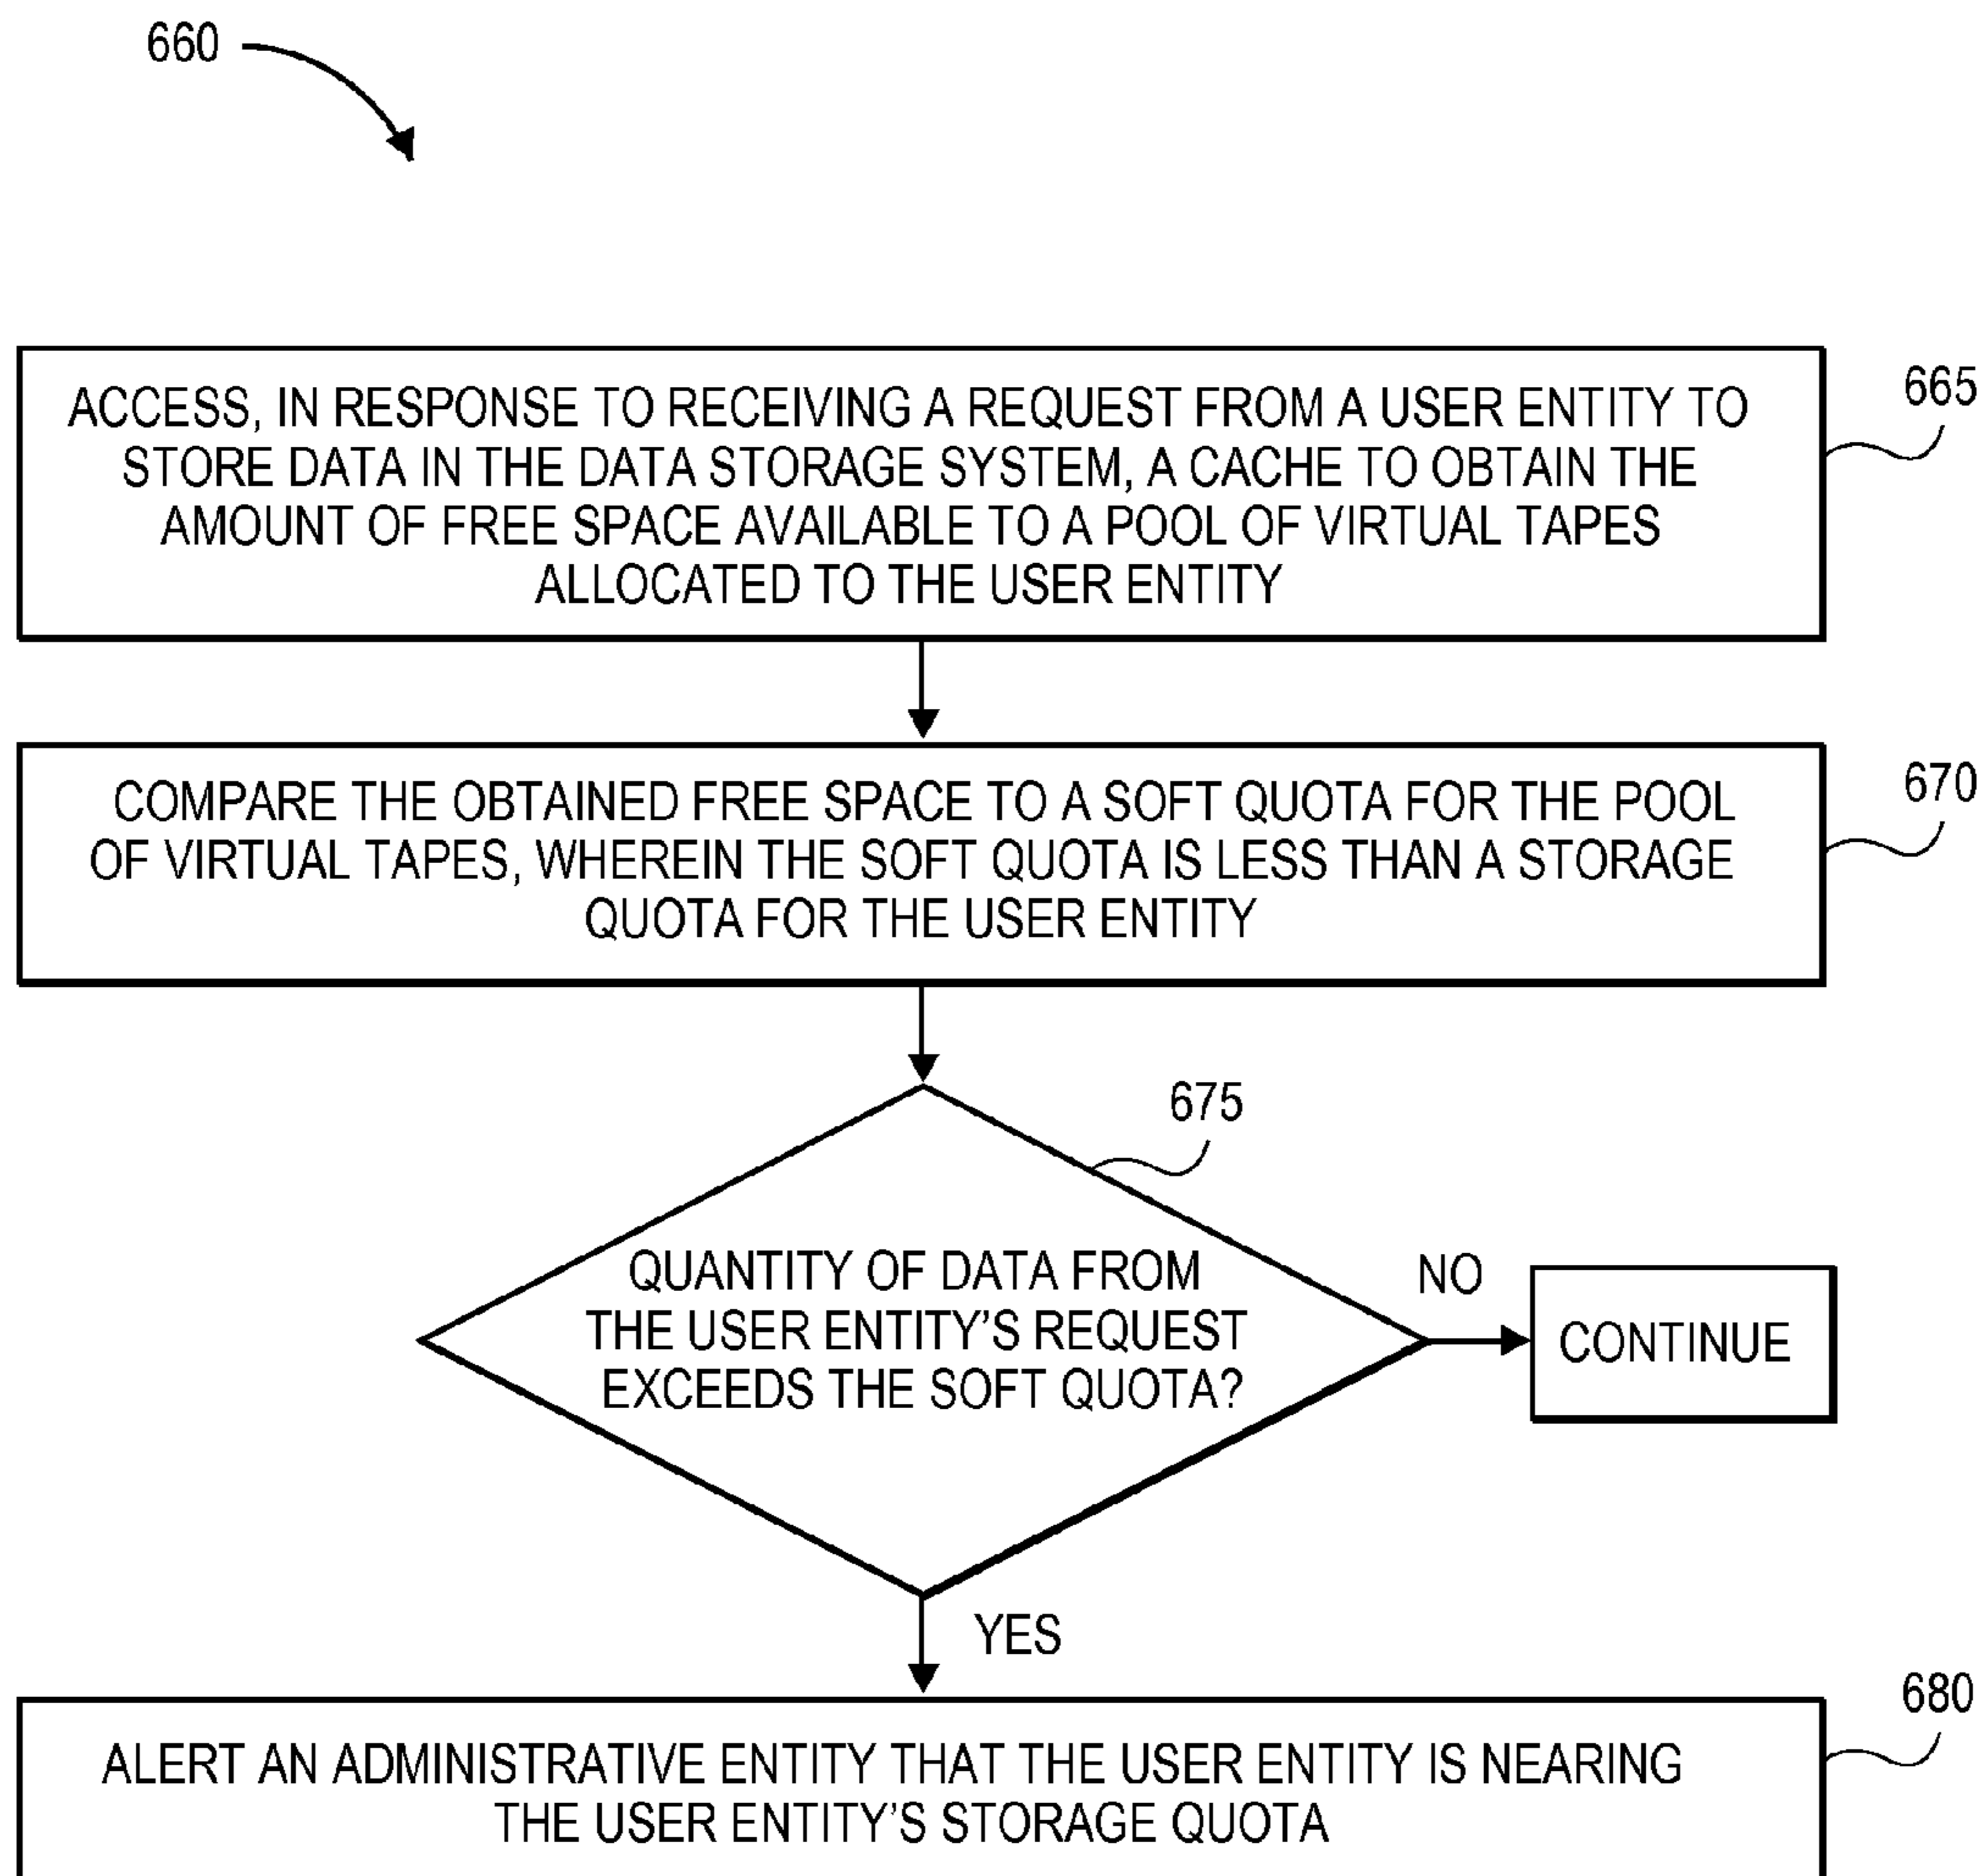 660
ACCESS, IN RESPONSE TO RECEIVING A REQUEST FROM A USER ENTITY TO
STORE DATA IN THE DATA STORAGE SYSTEM, A CACHE TO OBTAIN THE
AMOUNT OF FREE SPACE AVAILABLE TO A POOL OF VIRTUAL TAPES
ALLOCATED TO THE USER ENTITY
665
COMPARE THE OBTAINED FREE SPACE TO A SOFT QUOTA FOR THE POOL
OF VIRTUAL TAPES, WHEREIN THE SOFT QUOTA IS LESS THAN A STORAGE
QUOTA FOR THE USER ENTITY
670
675
QUANTITY OF DATA FROM
THE USER ENTITY’S REQUEST
EXCEEDS THE SOFT QUOTA?
NO
CONTINUE
YES
ALERT AN ADMINISTRATIVE ENTITY THAT THE USER ENTITY IS NEARING
THE USER ENTITY’S STORAGE QUOTA
680